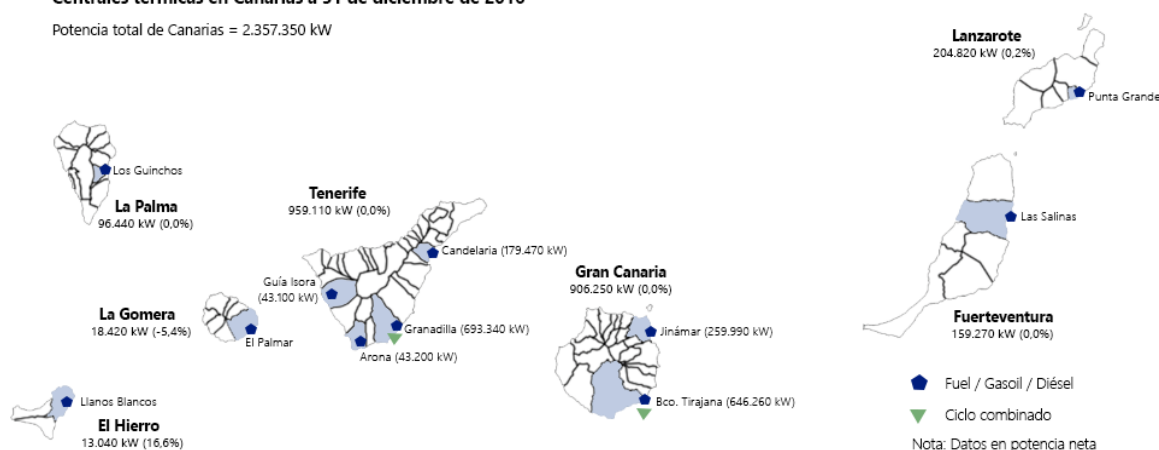 Potencia total de Canarias = 2.357.350 kW
Lanzarote
204.820 kW (0,2%)
Punta Grande
Los Guinchos
La Palma
96.440 kW (0,0%)
Tenerife
959.110 kW (0,0%)
Candelaria (179.470 kW)
Guía Isora
(43.100 kW)
Granadilla (693.340 kW)
Arona (43.200 kW)
La Gomera
18.420 kW (-5,4%)
El Palmar
Gran Canaria
906.250 kW (0,0%)
Jinámar (259.990 kW)
Bco. Tirajana (646.260 kW)
Las Salinas
Fuerteventura
159.270 kW (0,0%)
Llanos Blancos
El Hierro
13.040 kW (16,6%)
Fuel / Gasoil / Diésel
Ciclo combinado
Nota: Datos en potencia neta